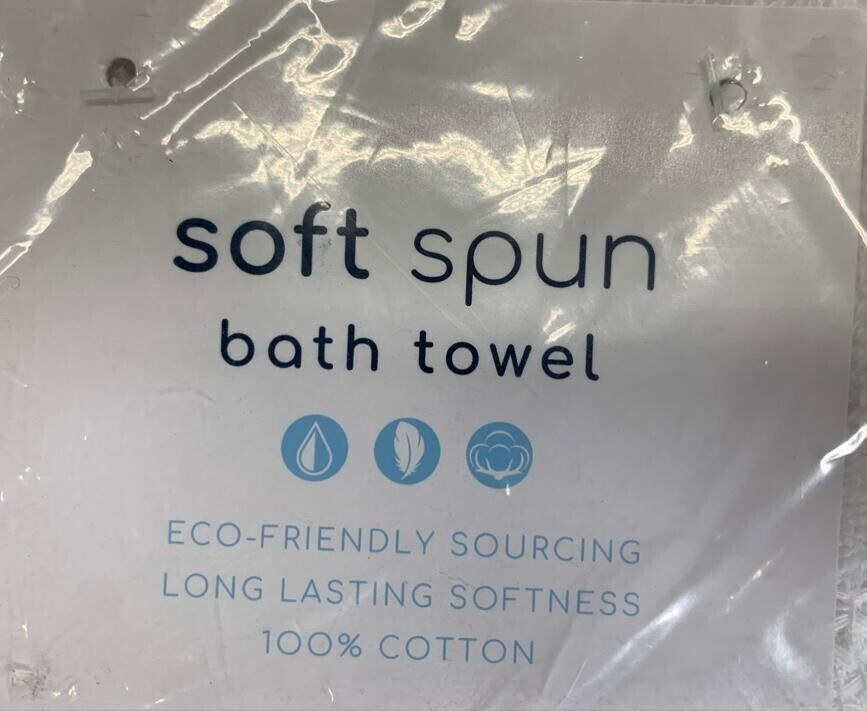 soft spun
bath towel
ECO-FRIENDLY SOURCING
LONG LASTING SOFTNESS
100% COTTON